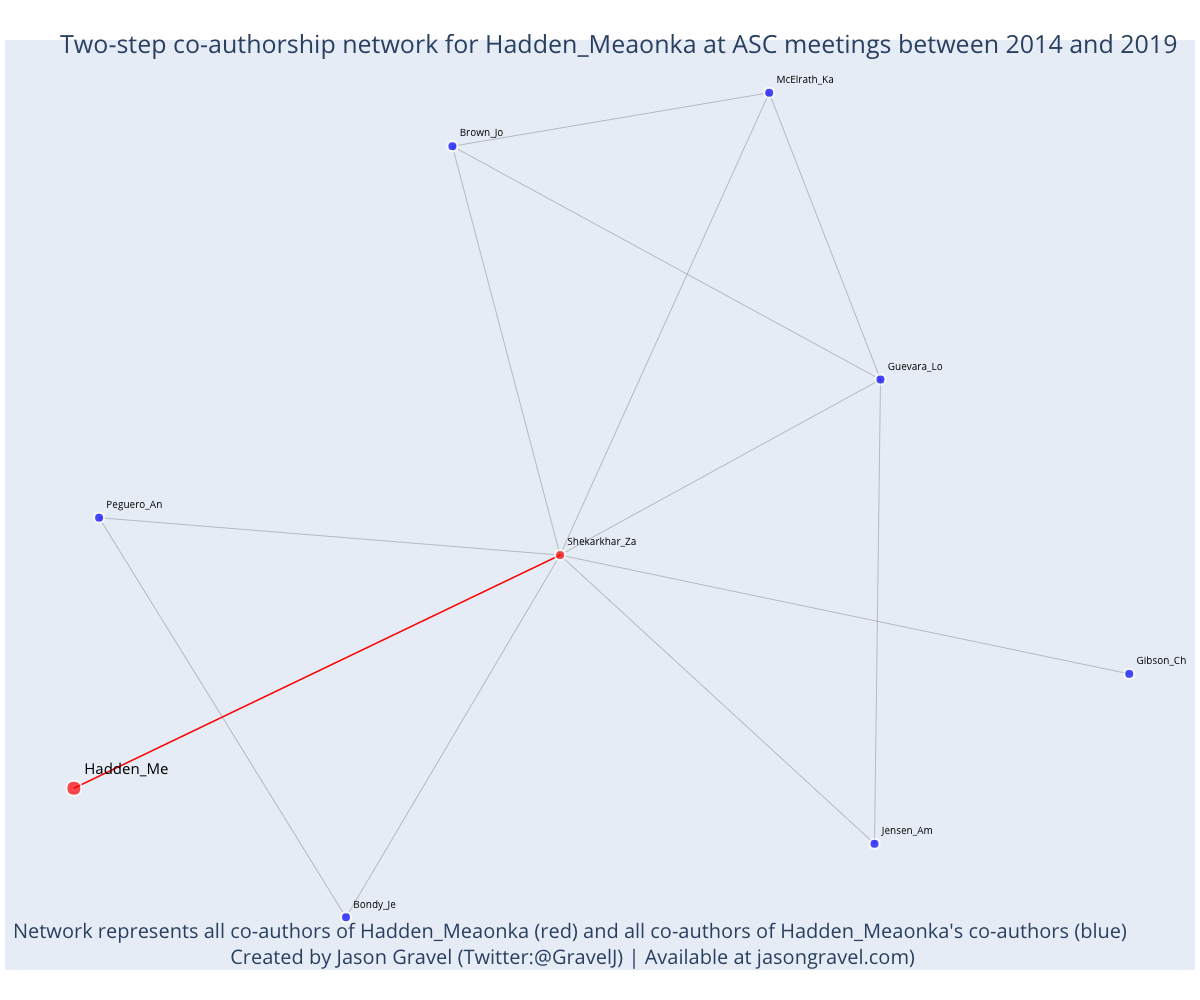 Two-step co-authorship network for Hadden_Meaonka at ASC meetings between 2014 and 2019
McElrath_Ka
Brown_Jo
Guevara_Lo
Peguero_An
Shekarkhar_Za
Gibson_Ch
Hadden_Me
Jensen_Am
Bondy_Je
Network represents all co-authors of Hadden_Meaonka (red) and all co-authors of Hadden_Meaonka's co-authors (blue)
Created by Jason Gravel (Twitter:@GravelJ) | Available at jasongravel.com)